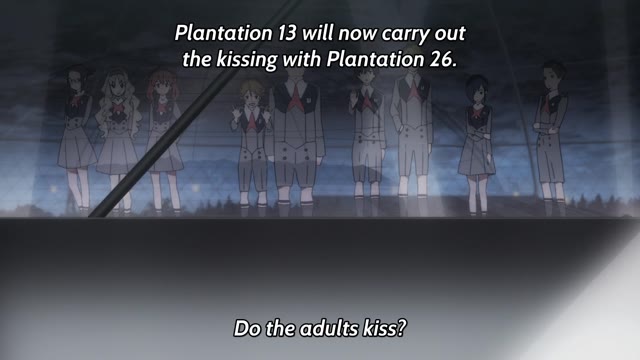 Plantation 13 will now carry out
the kissing with Plantation 26.
Do the adults kiss?